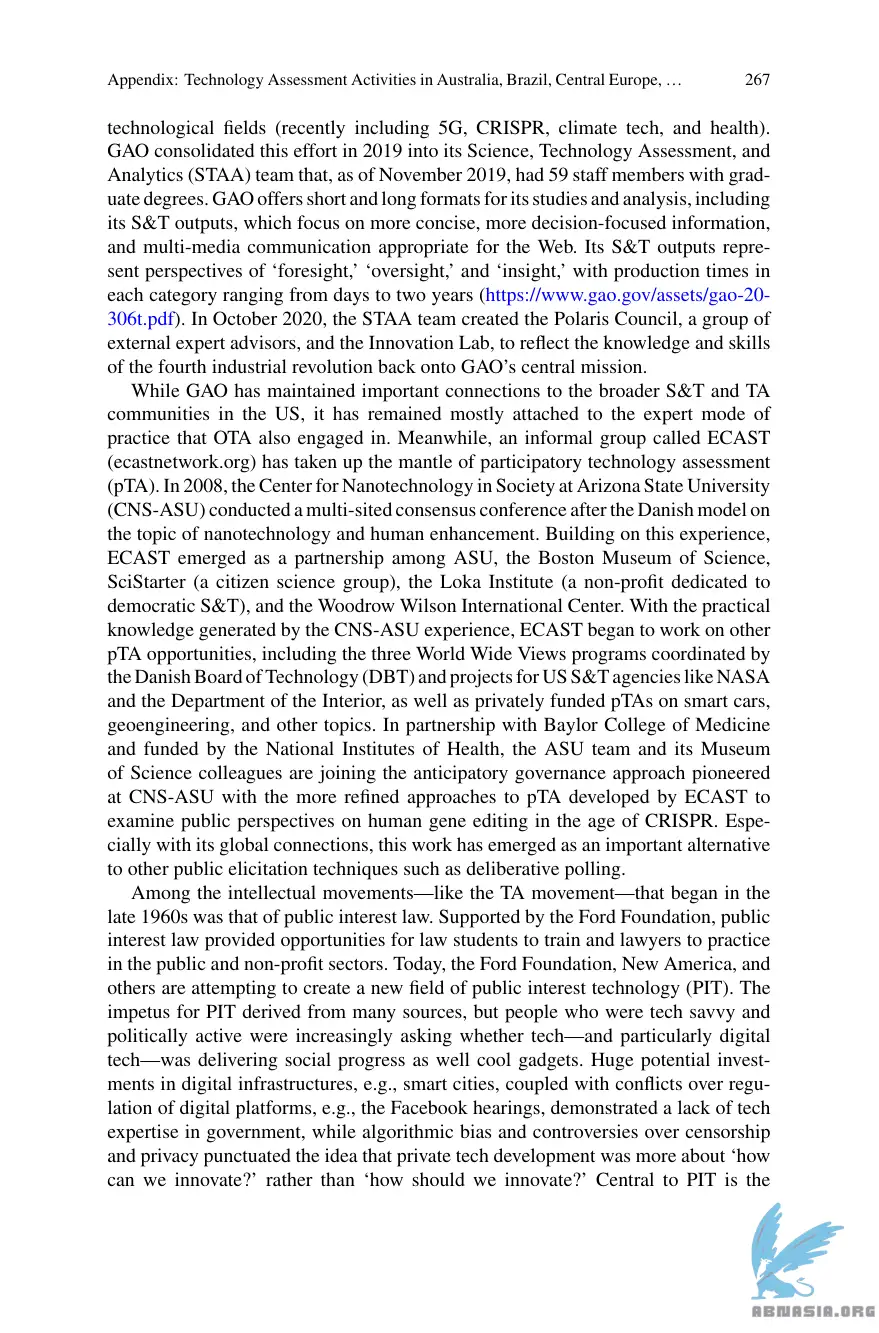 Appendix: Technology Assessment Activities in Australia, Brazil, Central Europe, … 267
technological fields (recently including 5G, CRISPR, climate tech, and health).
GAO consolidated this effort in 2019 into its Science, Technology Assessment, and
Analytics (STAA) team that, as of November 2019, had 59 staff members with grad-
uate degrees. GAO offers short and long formats for its studies and analysis, including
its S&T outputs, which focus on more concise, more decision-focused information,
and multi-media communication appropriate for the Web. Its S&T outputs repre-
sent perspectives of ‘foresight,’ ‘oversight,’ and ‘insight,’ with production times in
each category ranging from days to two years (https://www.gao.gov/assets/gao-20-
306t.pdf). In October 2020, the STAA team created the Polaris Council, a group of
external expert advisors, and the Innovation Lab, to reflect the knowledge and skills
of the fourth industrial revolution back onto GAO’s central mission.
While GAO has maintained important connections to the broader S&T and TA
communities in the US, it has remained mostly attached to the expert mode of
practice that OTA also engaged in. Meanwhile, an informal group called ECAST
(ecastnetwork.org) has taken up the mantle of participatory technology assessment
(pTA). In 2008, the Center for Nanotechnology in Society at Arizona State University
(CNS-ASU) conducted a multi-sited consensus conference after the Danish model on
the topic of nanotechnology and human enhancement. Building on this experience,
ECAST emerged as a partnership among ASU, the Boston Museum of Science,
SciStarter (a citizen science group), the Loka Institute (a non-profit dedicated to
democratic S&T), and the Woodrow Wilson International Center. With the practical
knowledge generated by the CNS-ASU experience, ECAST began to work on other
pTA opportunities, including the three World Wide Views programs coordinated by
the Danish Board of Technology (DBT) and projects for US S&T agencies like NASA
and the Department of the Interior, as well as privately funded pTAs on smart cars,
geoengineering, and other topics. In partnership with Baylor College of Medicine
and funded by the National Institutes of Health, the ASU team and its Museum
of Science colleagues are joining the anticipatory governance approach pioneered
at CNS-ASU with the more refined approaches to pTA developed by ECAST to
examine public perspectives on human gene editing in the age of CRISPR. Espe-
cially with its global connections, this work has emerged as an important alternative
to other public elicitation techniques such as deliberative polling.
Among the intellectual movements—like the TA movement—that began in the
late 1960s was that of public interest law. Supported by the Ford Foundation, public
interest law provided opportunities for law students to train and lawyers to practice
in the public and non-profit sectors. Today, the Ford Foundation, New America, and
others are attempting to create a new field of public interest technology (PIT). The
impetus for PIT derived from many sources, but people who were tech savvy and
politically active were increasingly asking whether tech—and particularly digital
tech—was delivering social progress as well cool gadgets. Huge potential invest-
ments in digital infrastructures, e.g., smart cities, coupled with conflicts over regu-
lation of digital platforms, e.g., the Facebook hearings, demonstrated a lack of tech
expertise in government, while algorithmic bias and controversies over censorship
and privacy punctuated the idea that private tech development was more about ‘how
can we innovate?’ rather than ‘how should we innovate?’ Central to PIT is the
ABNASIA.ORG